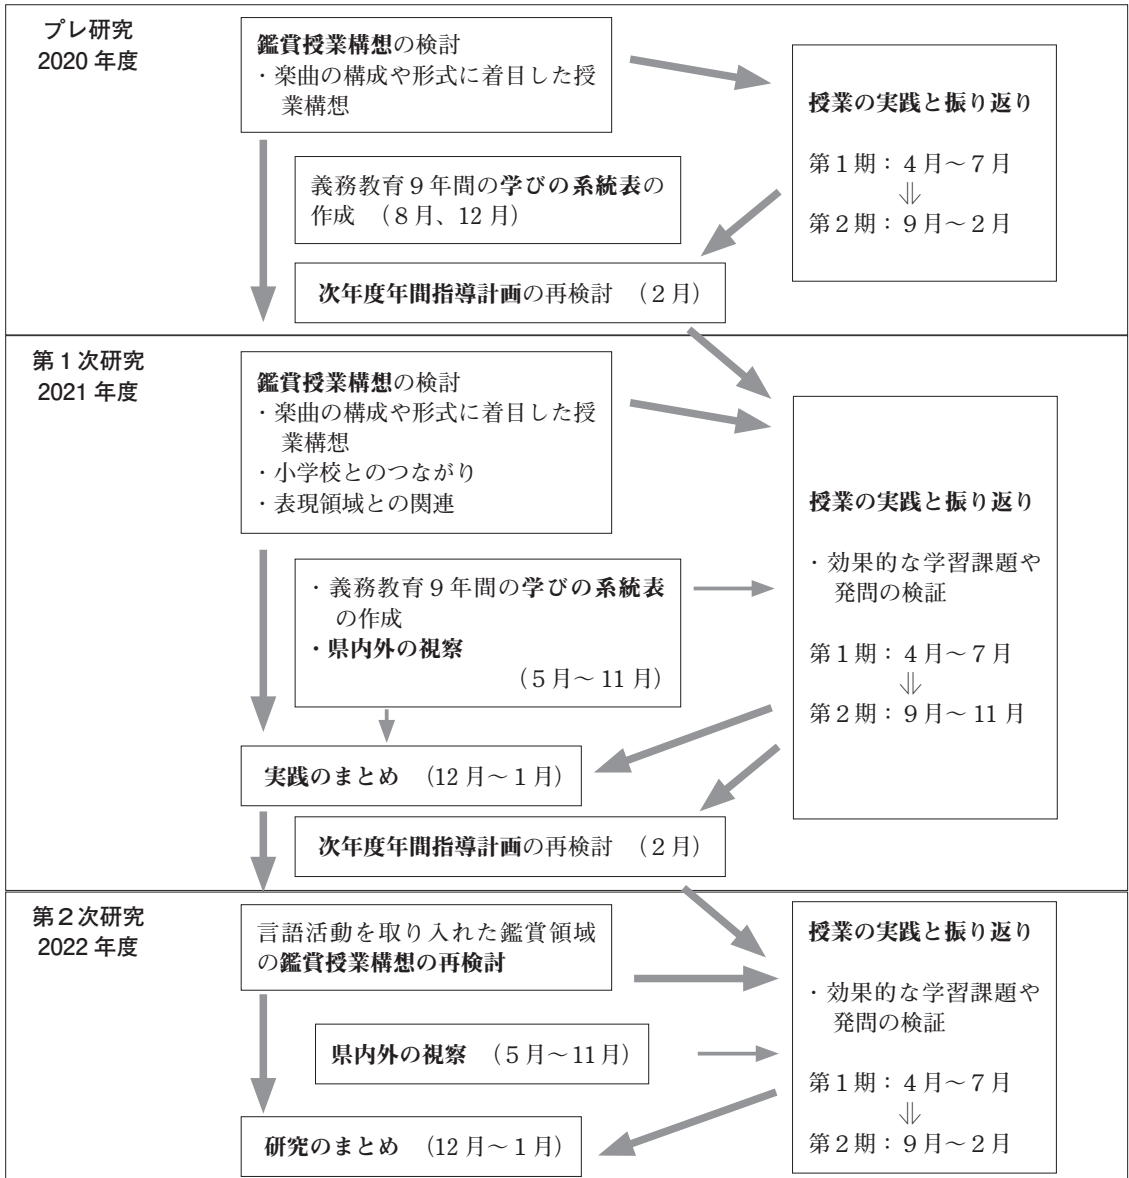 プレ研究
2020 年度
鑑賞授業構想の検討
・楽曲の構成や形式に着目した授
業構想
授業の実践と振り返り
第１期：４月～７月
⇓
第２期：９月～２月
義務教育９年間の学びの系統表の
作成　（８月、12 月）
次年度年間指導計画の再検討　（２月）
第１次研究
2021 年度
鑑賞授業構想の検討
・楽曲の構成や形式に着目した授
業構想
・小学校とのつながり
・表現領域との関連
授業の実践と振り返り
・効果的な学習課題や
発問の検証
第１期：４月～７月
⇓
第２期：９月～ 11 月
・義務教育９年間の学びの系統表
の作成
・県内外の視察
（５月～ 11 月）
実践のまとめ　（12 月～１月）
次年度年間指導計画の再検討　（２月）
第２次研究
2022 年度
言語活動を取り入れた鑑賞領域
の鑑賞授業構想の再検討
授業の実践と振り返り
・効果的な学習課題や
発問の検証
第１期：４月～７月
⇓
第２期：９月～２月
県内外の視察　（５月～11 月）
研究のまとめ　（12 月～１月）